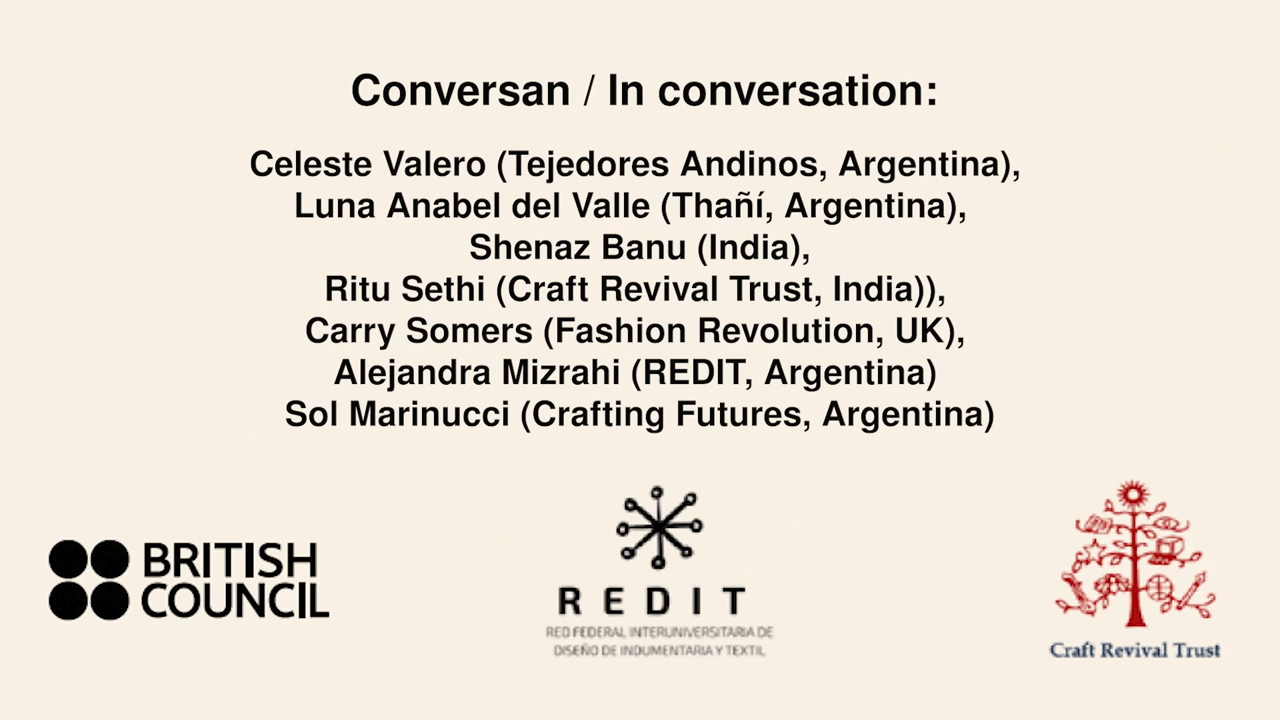 Conversan / In conversation:
Celeste Valero (Tejedores Andinos, Argentina),
Luna Anabel del Valle (Thañí, Argentina),
Shenaz Banu (India),
Ritu Sethi (Craft Revival Trust, India)),
Carry Somers (Fashion Revolution, UK),
Alejandra Mizrahi (REDIT, Argentina)
Sol Marinucci (Crafting Futures, Argentina)
BRITISH
COUNCIL
REDIT
RED FEDERAL INTERUNIVERSITARIA DE
DISEÑO DE INDUMENTARIA Y TEXTIL
Craft Revival Trust